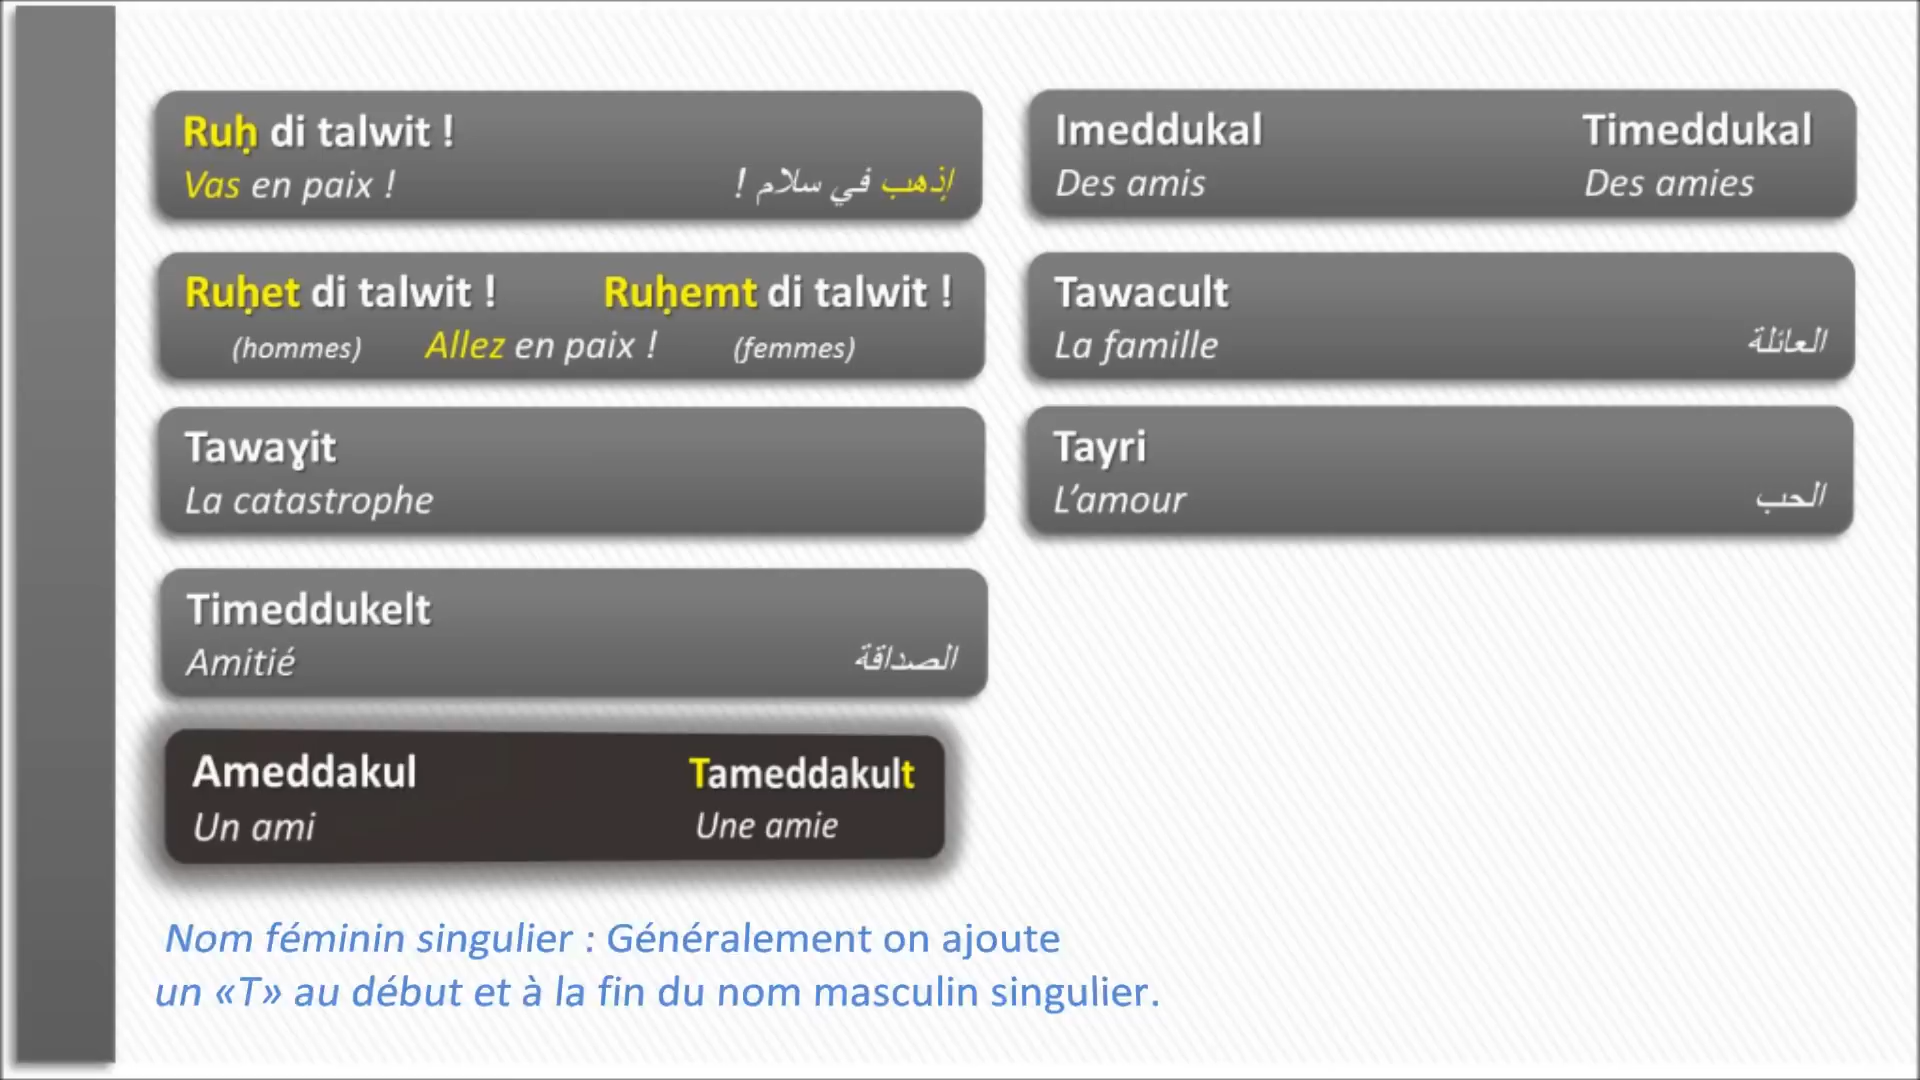 Ruḥ di talwit !
Vas en paix !
إذهب في سلام !
Ruḥet di talwit !
Ruḥemt di talwit !
(hommes)
Allez en paix !
(femmes)
Tawaɣit
La catastrophe
Timeddukelt
Amitié
الصداقة
Ameddakul
Tameddakult
Un ami
Une amie
Imeddukal
Timeddukal
Des amis
Des amies
Tawacult
La famille
العائلة
Tayri
L’amour
الحب
Nom féminin singulier : Généralement on ajoute
un «T» au début et à la fin du nom masculin singulier.